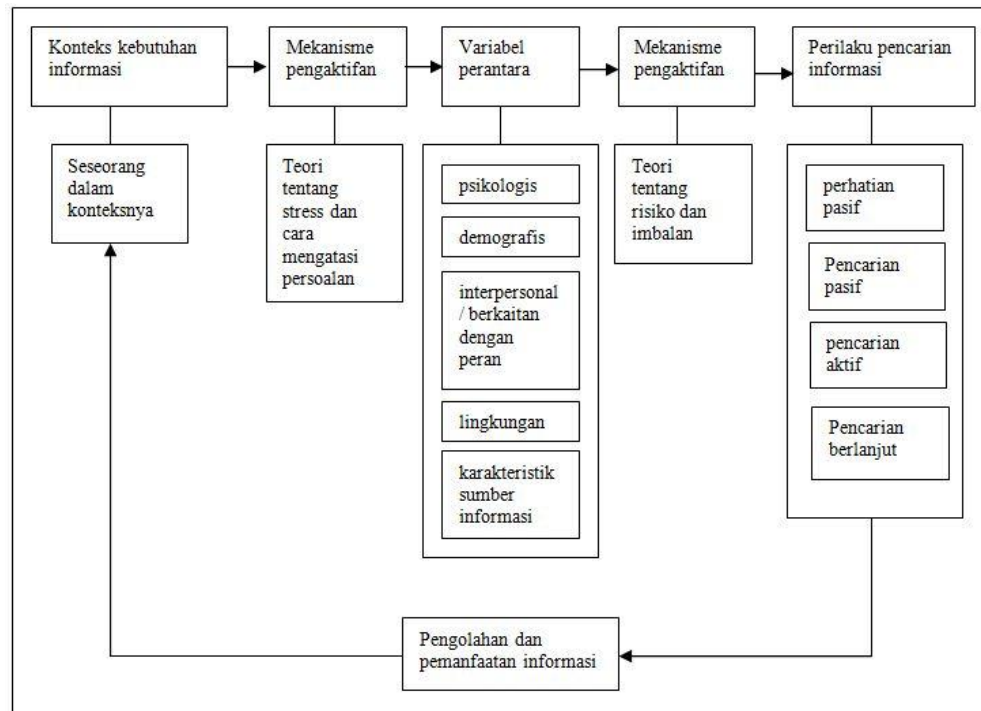 Konteks kebutuhan
informasi
Mekanisme
pengaktifan
Variabel
perantara
Mekanisme
pengaktifan
Perilaku pencarian
informasi
Seseorang
dalam
konteksnya
Teori
tentang
stress dan
cara
mengatasi
persoalan
psikologis
demografis
interpersonal
/ berkaitan
dengan
peran
lingkungan
karakteristik
sumber
informasi
Teori
tentang
risiko dan
imbalan
perhatian
pasif
Pencarian
pasif
pencarian
aktif
Pencarian
berlanjut
Pengolahan dan
pemanfaatan informasi